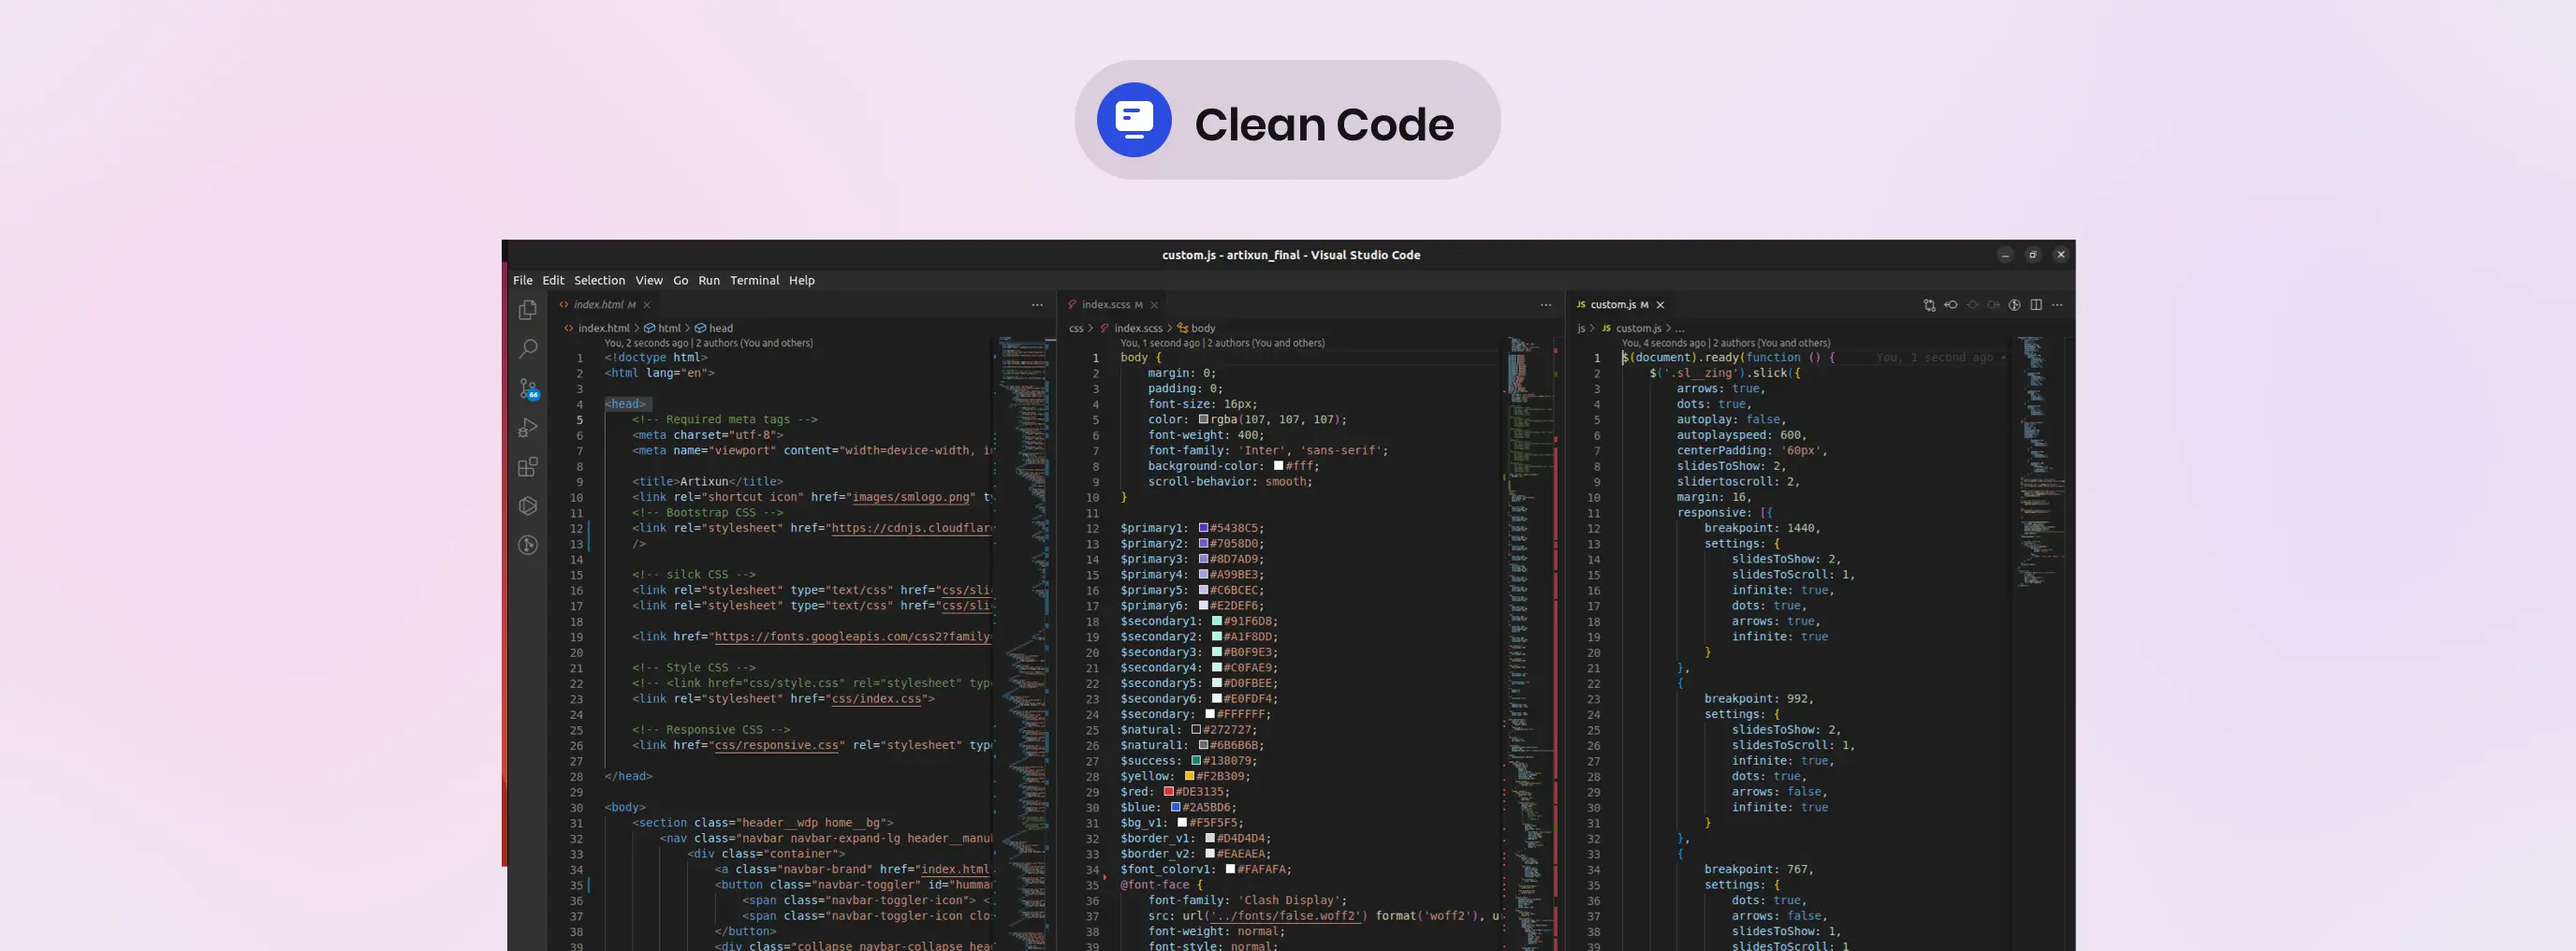 Clean Code
custom.js - artixun_final - Visual Studio Code
File Edit Selection View Go Run Terminal Help
index.html M
index.html > html > head
You, 2 seconds ago | 2 authors (You and others)
1 <!doctype html>
2 <html lang="en">
3
4 <head>
5 <!-- Required meta tags -->
6 <meta charset="utf-8">
7 <meta name="viewport" content="width=device-width,
8
9 <title>Artixun</title>
10 <link rel="shortcut icon" href="images/smlogo.png"
11 <!-- Bootstrap CSS -->
12 <link rel="stylesheet" href="https://cdnjs.cloudflar
13 />
14
15 <!-- silck CSS -->
16 <link rel="stylesheet" type="text/css" href="css/sli
17 <link rel="stylesheet" type="text/css" href="css/sli
18
19 <link href="https://fonts.googleapis.com/css2?family
20
21 <!-- Style CSS -->
22 <!-- <link href="css/style.css" rel="stylesheet" typ
23 <link rel="stylesheet" href="css/index.css">
24
25 <!-- Responsive CSS -->
26 <link href="css/responsive.css" rel="stylesheet" typ
27
28 </head>
29
30 <body>
31 <section class="header__wdp home__bg">
32 <nav class="navbar navbar-expand-lg header__manu
33 <div class="container">
34 <a class="navbar-brand" href="index.html
35 <button class="navbar-toggler" id="humma
36 <span class="navbar-toggler-icon"> <
37 <span class="navbar-toggler-icon clo
38 </button>
39 <div class="collapse navbar-collapse hea
index.scss M
css > index.scss > body
You, 1 second ago | 2 authors (You and others)
1 body {
2 margin: 0;
3 padding: 0;
4 font-size: 16px;
5 color: rgba(107, 107, 107);
6 font-weight: 400;
7 font-family: 'Inter', 'sans-serif';
8 background-color: #fff;
9 scroll-behavior: smooth;
10 }
11
12 $primary1: #5438C5;
13 $primary2: #7058D0;
14 $primary3: #8D7AD9;
15 $primary4: #A99BE3;
16 $primary5: #C6BCEC;
17 $primary6: #E2DEF6;
18 $secondary1: #91F6D8;
19 $secondary2: #A1F8DD;
20 $secondary3: #B0F9E3;
21 $secondary4: #C0FAE9;
22 $secondary5: #D0FBEE;
23 $secondary6: #E0FDF4;
24 $secondary: #FFFFFF;
25 $natural: #272727;
26 $natural1: #6B6B6B;
27 $success: #138079;
28 $yellow: #F2B309;
29 $red: #DE3135;
30 $blue: #2A5BD6;
31 $bg_v1: #F5F5F5;
32 $border_v1: #D4D4D4;
33 $border_v2: #EAEAEA;
34 $font_colorv1: #FAFAFA;
35 @font-face {
36 font-family: 'Clash Display';
37 src: url('../fonts/false.woff2') format('woff2'), u
38 font-weight: normal;
39 font-style: normal;
JS custom.js M
js > JS custom.js > ...
You, 4 seconds ago | 2 authors (You and others)
1 $(document).ready(function () { You, 1 second ago •
2 $('.sl__zing').slick({
3 arrows: true,
4 dots: true,
5 autoplay: false,
6 autoplayspeed: 600,
7 centerPadding: '60px',
8 slidesToShow: 2,
9 slidertoscroll: 2,
10 margin: 16,
11 responsive: [{
12 breakpoint: 1440,
13 settings: {
14 slidesToShow: 2,
15 slidesToScroll: 1,
16 infinite: true,
17 dots: true,
18 arrows: true,
19 infinite: true
20 }
21 },
22 {
23 breakpoint: 992,
24 settings: {
25 slidesToShow: 2,
26 slidesToScroll: 1,
27 infinite: true,
28 dots: true,
29 arrows: false,
30 infinite: true
31 }
32 },
33 {
34 breakpoint: 767,
35 settings: {
36 dots: true,
37 arrows: false,
38 slidesToShow: 1,
39 slidesToScroll: 1